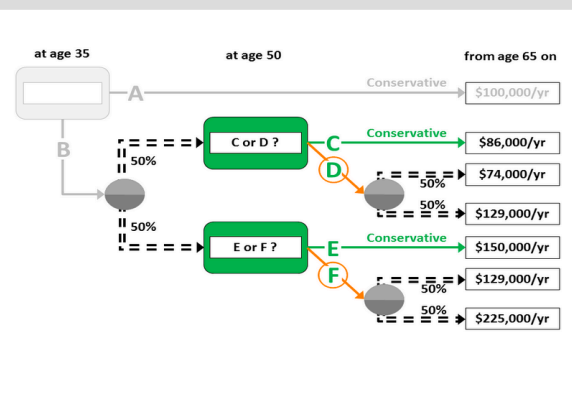 at age 35
at age 50
from age 65 on
A
Conservative
$100,000/yr
B
50%
C or D ?
C
Conservative
$86,000/yr
D
50%
$74,000/yr
50%
$129,000/yr
50%
E or F ?
E
Conservative
$150,000/yr
F
50%
$129,000/yr
50%
$225,000/yr